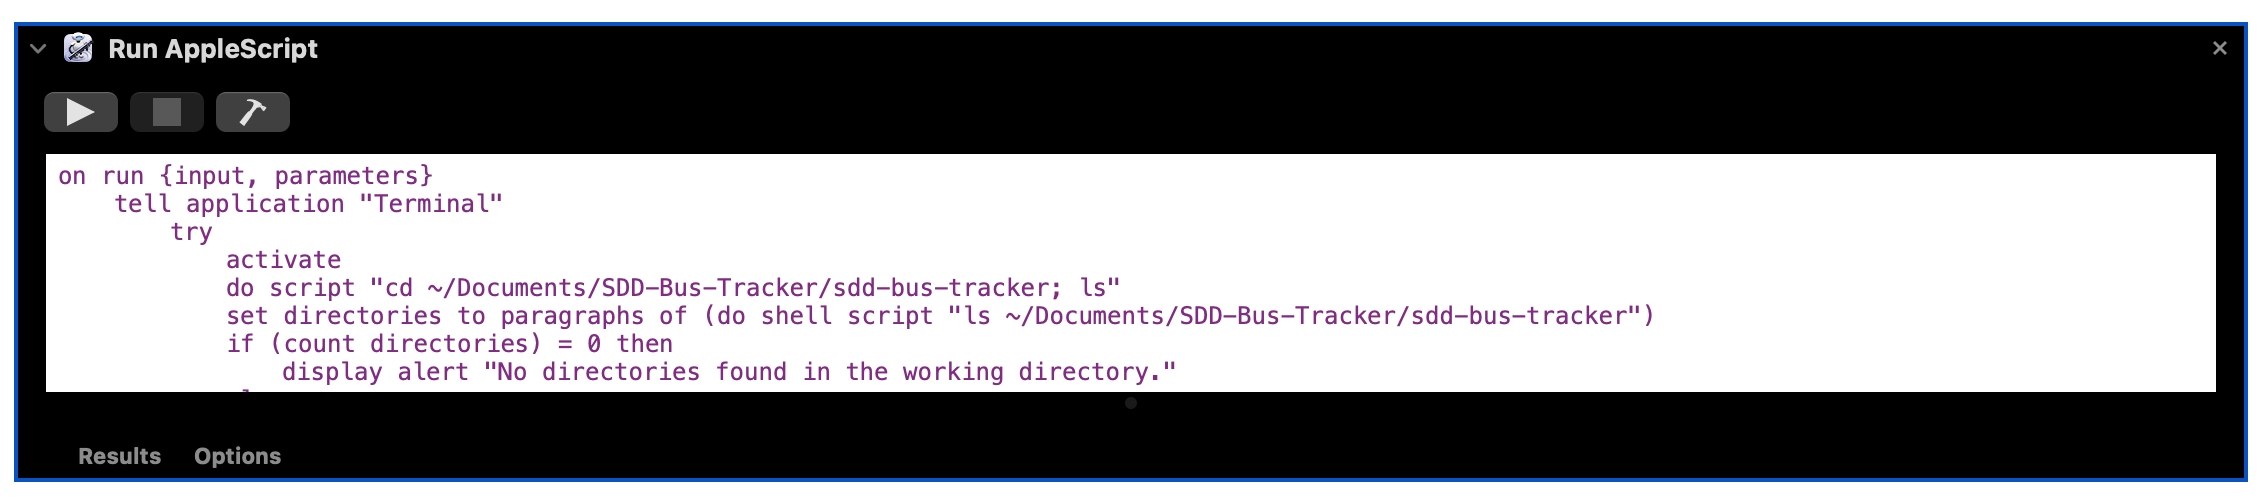 Run AppleScript
on run {input, parameters}
tell application "Terminal"
try
activate
do script "cd ~/Documents/SDD-Bus-Tracker/sdd-bus-tracker; ls"
set directories to paragraphs of (do shell script "ls ~/Documents/SDD-Bus-Tracker/sdd-bus-tracker")
if (count directories) = 0 then
display alert "No directories found in the working directory."
Results Options